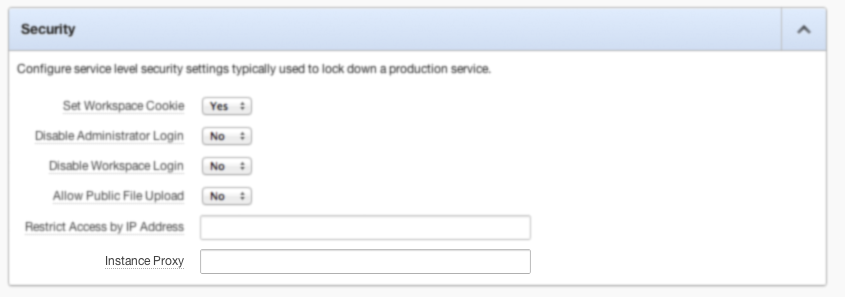 Security
Configure service level security settings typically used to lock down a production service.
Set Workspace Cookie Yes
Disable Administrator Login No
Disable Workspace Login No
Allow Public File Upload No
Restrict Access by IP Address
Instance Proxy